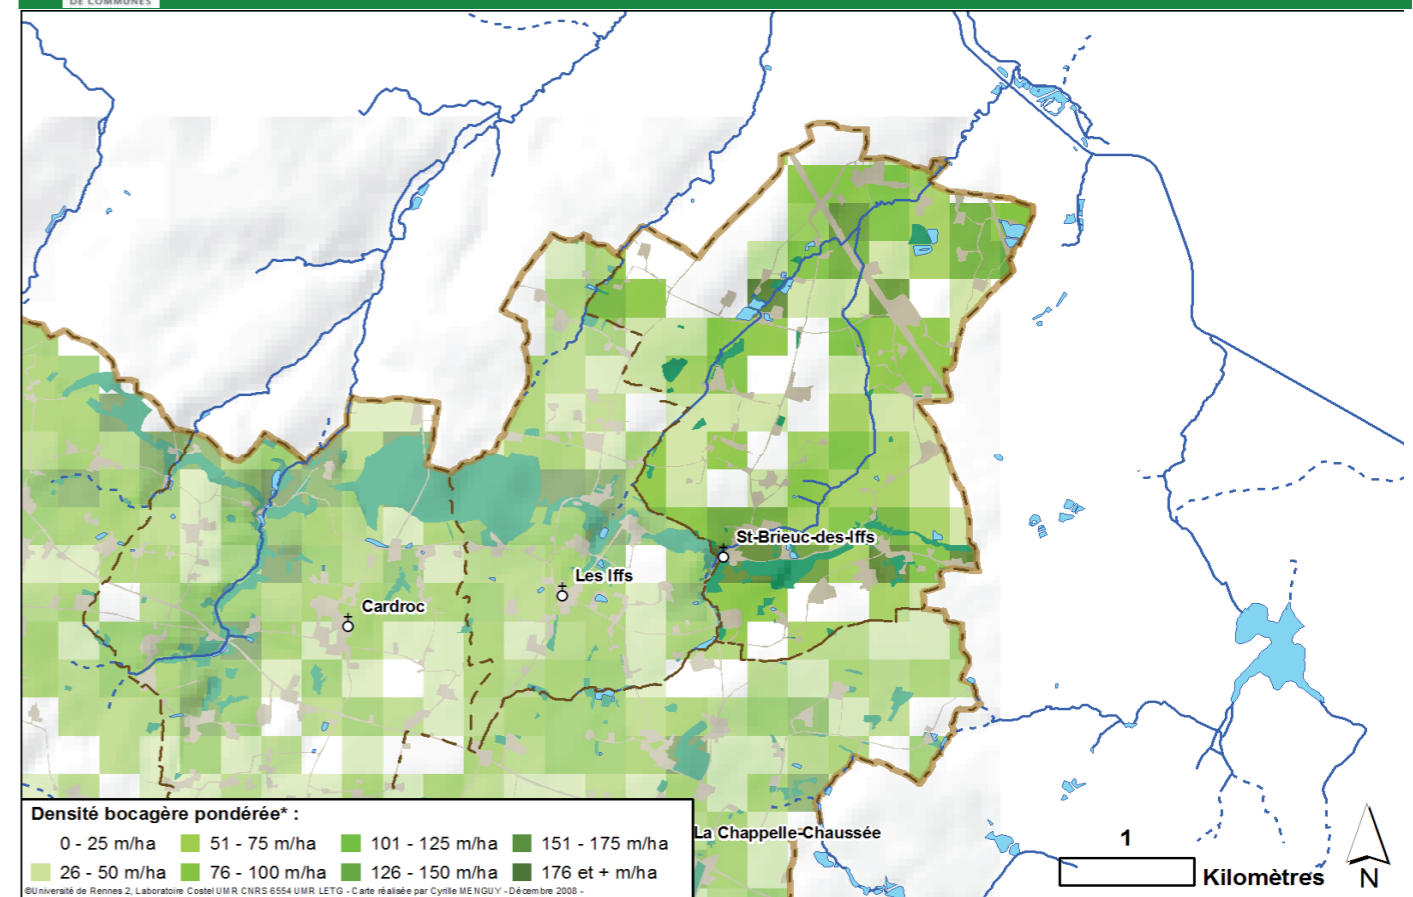 DE COMMUNES
St-Brieuc-des-Iffs
Les Iffs
Cardroc
La Chappelle-Chaussée
Densité bocagère pondérée* :
0 - 25 m/ha 51 - 75 m/ha 101 - 125 m/ha 151 - 175 m/ha
26 - 50 m/ha 76 - 100 m/ha 126 - 150 m/ha 176 et + m/ha
©Université de Rennes 2, Laboratoire Costel UMR CNRS 6554 UMR LETG - Carte réalisée par Cyrille MENGUY - Décembre 2008 -
1
Kilomètres
N